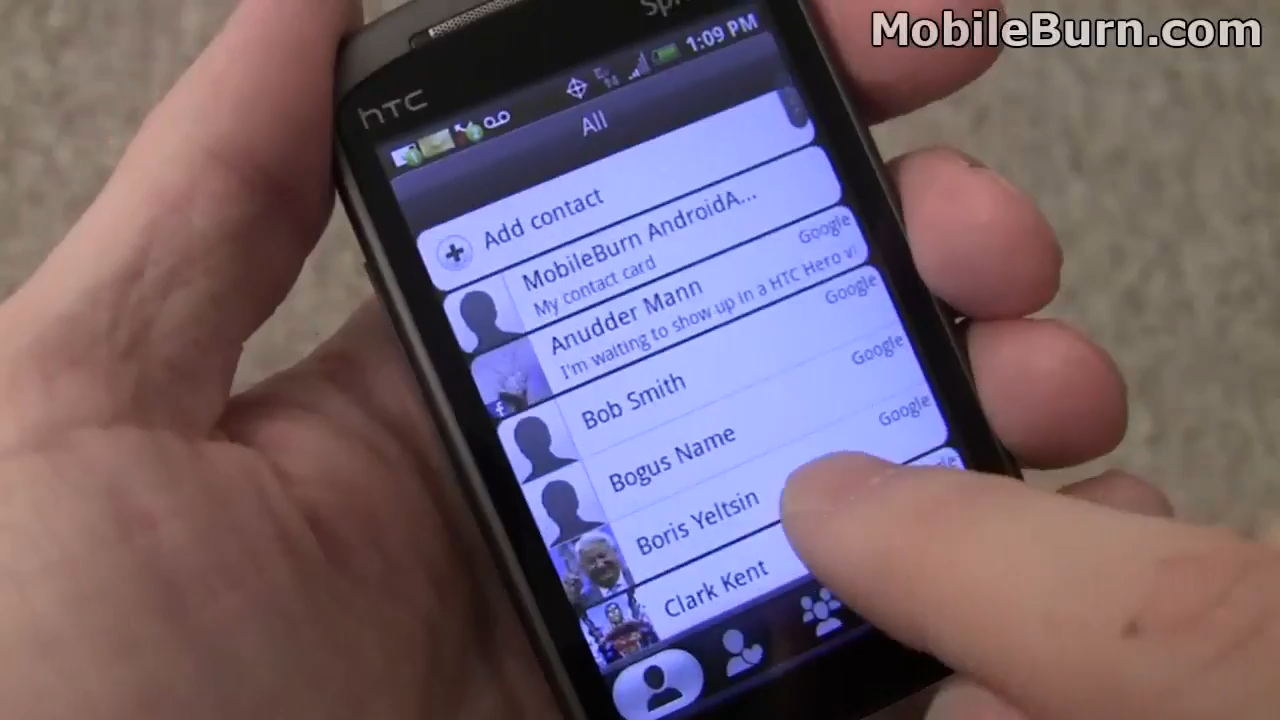 MobileBurn.com
hTC
1:09 PM
All
Add contact
MobileBurn AndroidA...
My contact card
Anudder Mann
Google
I'm waiting to show up in a HTC Hero vi
Bob Smith
Google
Bogus Name
Google
Boris Yeltsin
Google
Clark Kent